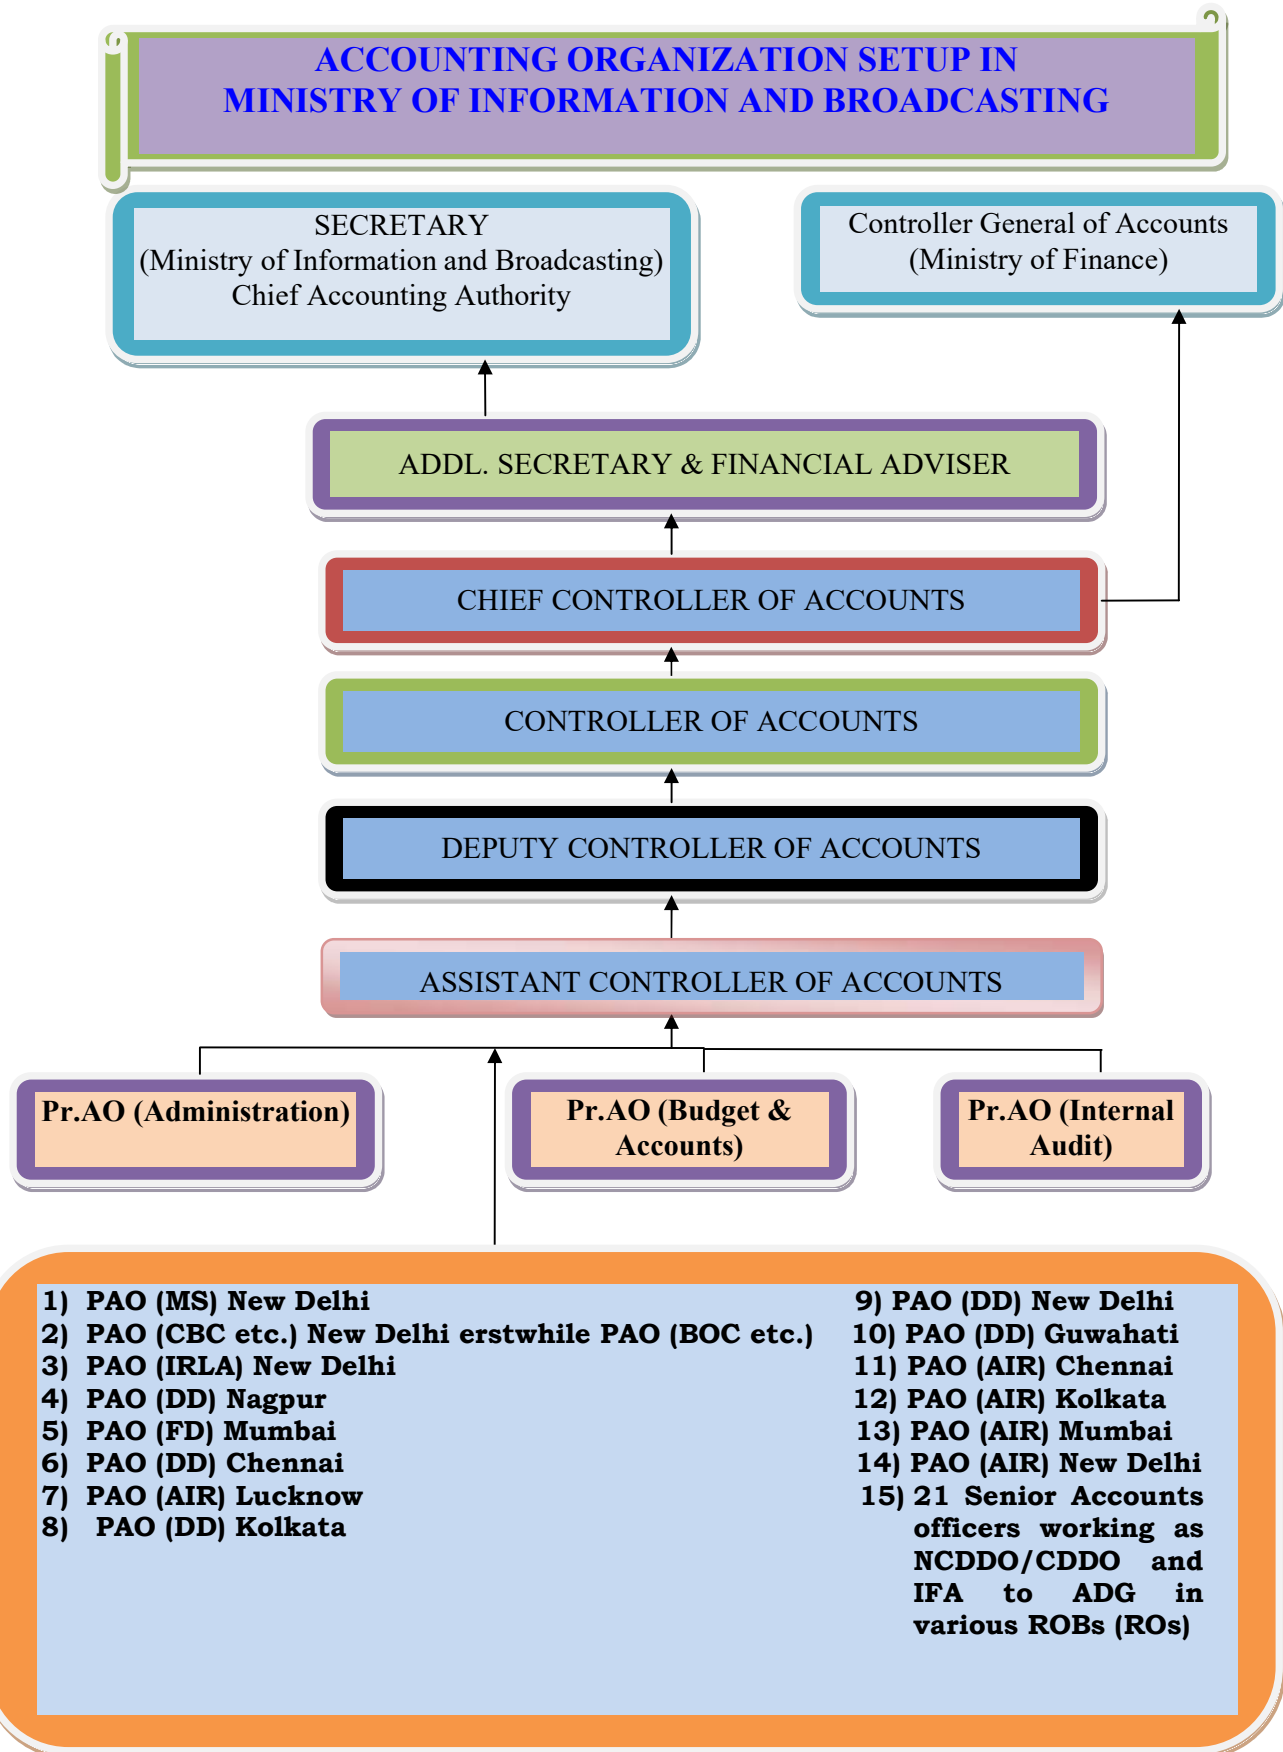 ACCOUNTING ORGANIZATION SETUP IN
MINISTRY OF INFORMATION AND BROADCASTING
SECRETARY
(Ministry of Information and Broadcasting)
Chief Accounting Authority
Controller General of Accounts
(Ministry of Finance)
ADDL. SECRETARY & FINANCIAL ADVISER
CHIEF CONTROLLER OF ACCOUNTS
CONTROLLER OF ACCOUNTS
DEPUTY CONTROLLER OF ACCOUNTS
ASSISTANT CONTROLLER OF ACCOUNTS
Pr.AO (Administration)
Pr.AO (Budget &
Accounts)
Pr.AO (Internal
Audit)
1) PAO (MS) New Delhi
2) PAO (CBC etc.) New Delhi erstwhile PAO (BOC etc.)
3) PAO (IRLA) New Delhi
4) PAO (DD) Nagpur
5) PAO (FD) Mumbai
6) PAO (DD) Chennai
7) PAO (AIR) Lucknow
8) PAO (DD) Kolkata
9) PAO (DD) New Delhi
10) PAO (DD) Guwahati
11) PAO (AIR) Chennai
12) PAO (AIR) Kolkata
13) PAO (AIR) Mumbai
14) PAO (AIR) New Delhi
15) 21 Senior Accounts
officers working as
NCDDO/CDDO and
IFA to ADG in
various ROBs (ROs)